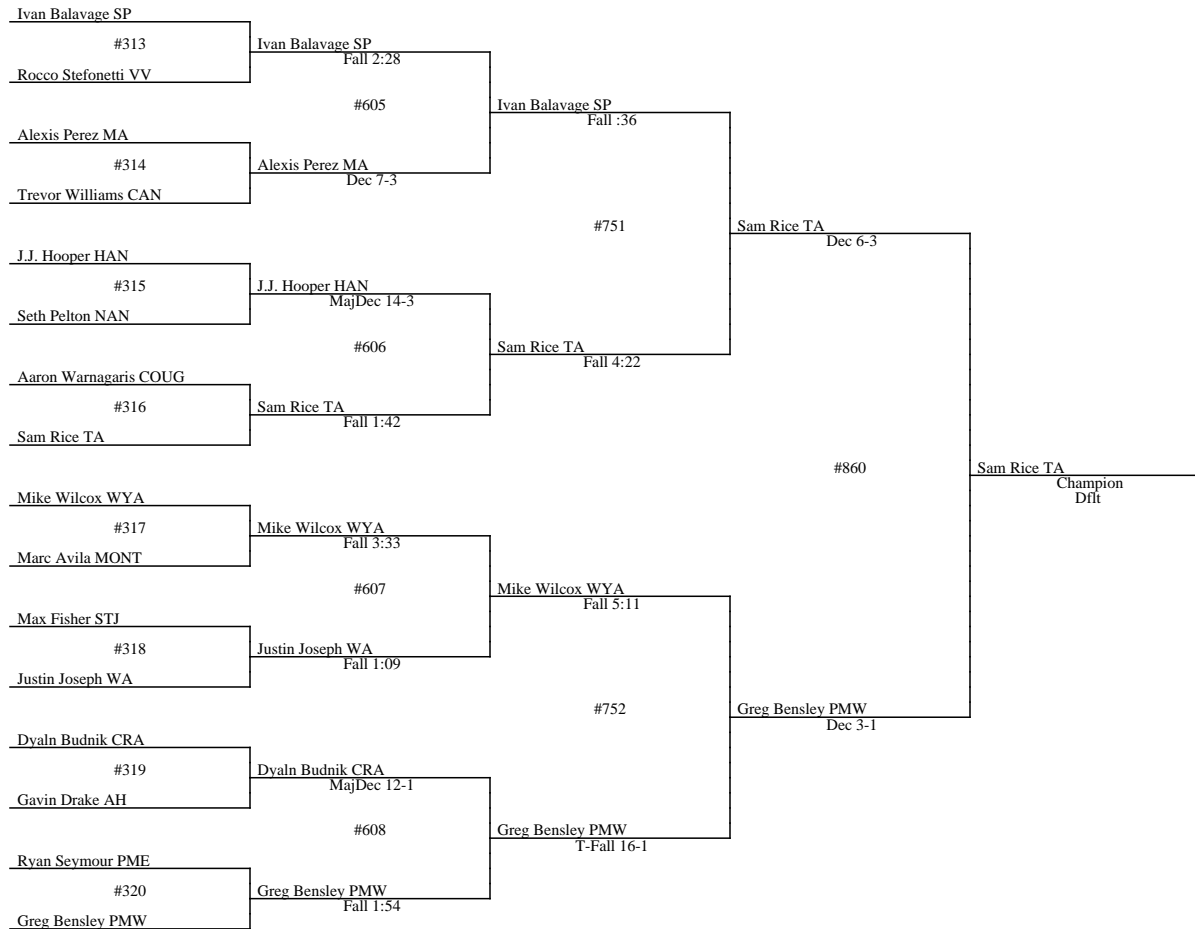 Ivan Balavage SP
#313
Rocco Stefonetti VV
Ivan Balavage SP
Fall 2:28
#605
Alexis Perez MA
#314
Trevor Williams CAN
Alexis Perez MA
Dec 7-3
Ivan Balavage SP
Fall :36
#751
J.J. Hooper HAN
#315
Seth Pelton NAN
J.J. Hooper HAN
MajDec 14-3
#606
Aaron Warnagaris COUG
#316
Sam Rice TA
Sam Rice TA
Fall 1:42
Sam Rice TA
Fall 4:22
Sam Rice TA
Dec 6-3
#860
Mike Wilcox WYA
#317
Marc Avila MONT
Mike Wilcox WYA
Fall 3:33
#607
Max Fisher STJ
#318
Justin Joseph WA
Justin Joseph WA
Fall 1:09
Mike Wilcox WYA
Fall 5:11
#752
Dyaln Budnik CRA
#319
Gavin Drake AH
Dyaln Budnik CRA
MajDec 12-1
#608
Ryan Seymour PME
#320
Greg Bensley PMW
Greg Bensley PMW
Fall 1:54
Greg Bensley PMW
T-Fall 16-1
Greg Bensley PMW
Dec 3-1
Sam Rice TA
Champion
Dflt